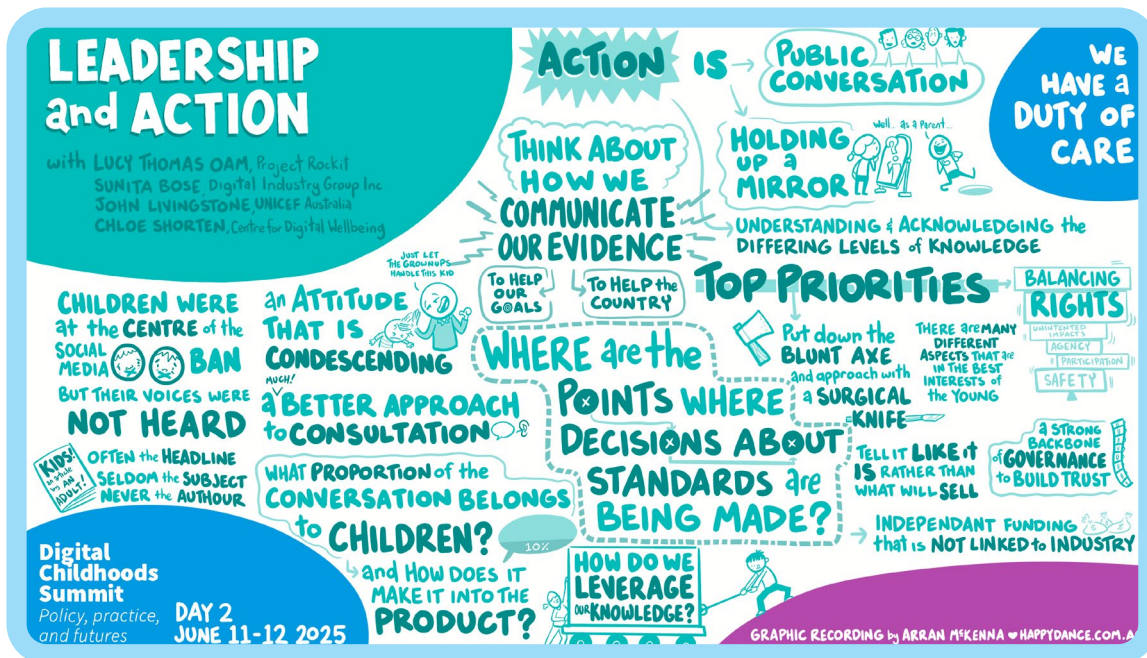 LEADERSHIP
and ACTION
with LUCY THOMAS OAM, Project Rockit
SUNITA BOSE, Digital Industry Group Inc
JOHN LIVINGSTONE, UNICEF Australia
CHLOE SHORTEN, Centre for Digital Wellbeing
ACTION IS
PUBLIC
CONVERSATION
HOLDING
UP a
MIRROR
Well.. as a Parent...
WE
HAVE a
DUTY OF
CARE
THINK ABOUT
HOW WE
COMMUNICATE
OUR EVIDENCE
TO HELP
OUR
GOALS
TO HELP the
COUNTRY
UNDERSTANDING & ACKNOWLEDGING the
DIFFERING LEVELS of KNOWLEDGE
CHILDREN WERE
at the CENTRE of the
SOCIAL
MEDIA
BAN
BUT THEIR VOICES WERE
NOT HEARD
KIDS!
an article
by AN
ADULT!
OFTEN the HEADLINE
SELDOM the SUBJECT
NEVER the AUTHOUR
JUST LET
THE GROWNUPS
HANDLE THIS KID
an ATTITUDE
THAT IS
CONDESCENDING
MUCH!
a BETTER APPROACH
to CONSULTATION
WHAT PROPORTION of the
CONVERSATION BELONGS
to CHILDREN?
10%
and HOW DOES IT
MAKE IT INTO THE
PRODUCT?
WHERE are the
POINTS WHERE
DECISIONS ABOUT
STANDARDS are
BEING MADE?
HOW DO WE
LEVERAGE
OUR KNOWLEDGE?
TOP PRIORITIES
Put down the
BLUNT AXE
and approach with
a SURGICAL
KNIFE
THERE are MANY
DIFFERENT
ASPECTS THAT are
IN THE BEST
INTERESTS of
the YOUNG
BALANCING
RIGHTS
UNINTENTED
IMPACTS
AGENCY
PARTICIPATION
SAFETY
TELL IT LIKE it
IS RATHER THAN
WHAT WILL SELL
a STRONG
BACKBONE
of GOVERNANCE
to BUILD TRUST
INDEPENDANT FUNDING
that is NOT LINKED to INDUSTRY
Digital
Childhoods
Summit
Policy, practice,
and futures
DAY 2
JUNE 11-12 2025
GRAPHIC RECORDING by ARRAN McKENNA ♥ HAPPYDANCE.COM.A